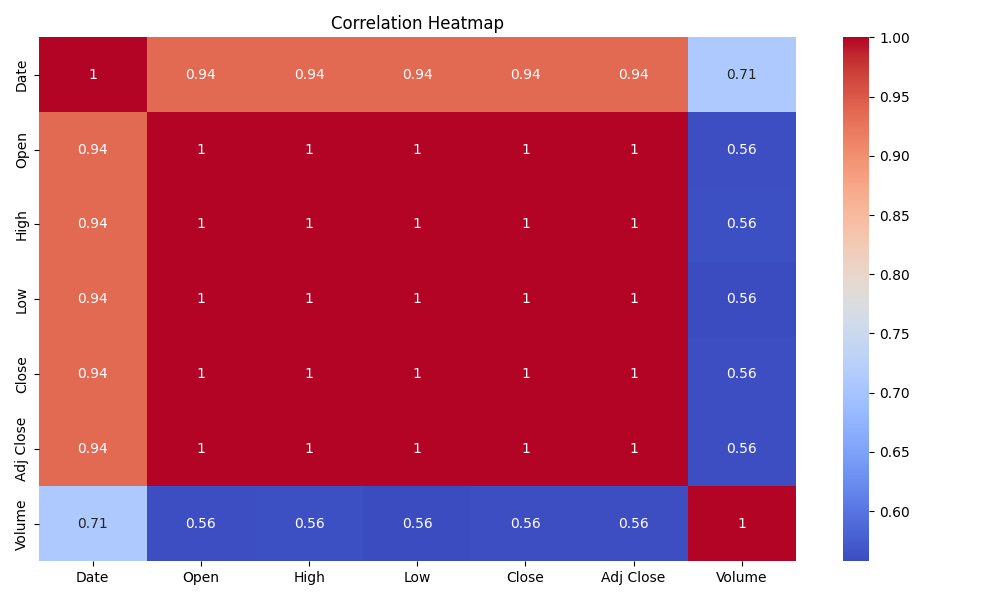 Correlation Heatmap
Date 1 0.94 0.94 0.94 0.94 0.94 0.71
Open 0.94 1 1 1 1 1 0.56
High 0.94 1 1 1 1 1 0.56
Low 0.94 1 1 1 1 1 0.56
Close 0.94 1 1 1 1 1 0.56
Adj Close 0.94 1 1 1 1 1 0.56
Volume 0.71 0.56 0.56 0.56 0.56 0.56 1
Date Open High Low Close Adj Close Volume
1.00
0.95
0.90
0.85
0.80
0.75
0.70
0.65
0.60